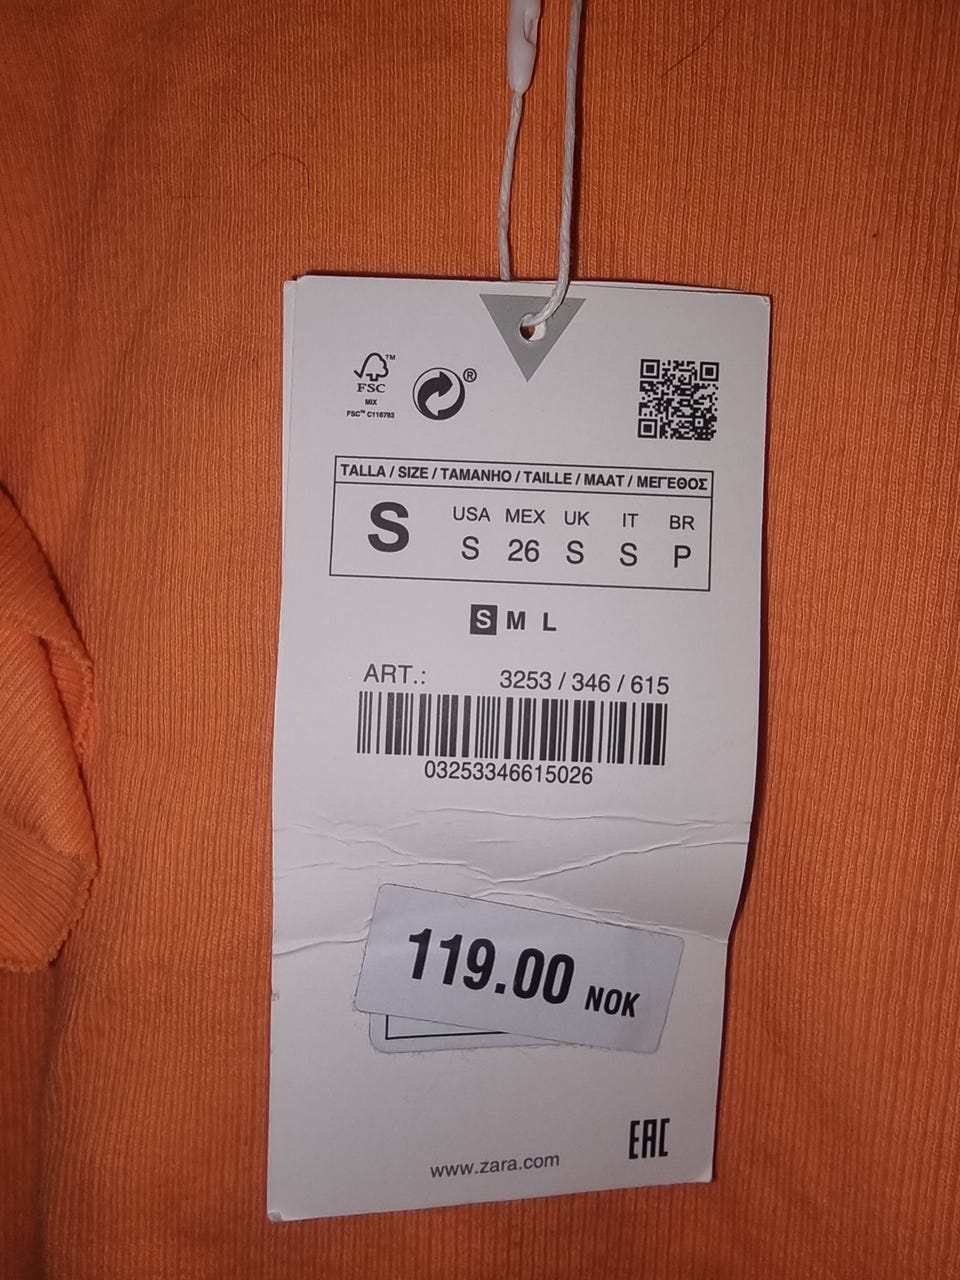 ™
FSC
MIX
FSC™ C116783
®
TALLA / SIZE / TAMANHO / TAILLE / MAAT / ΜΕΓΕΘΟΣ
S
USA MEX UK IT BR
S 26 S S P
S M L
ART.: 3253 / 346 / 615
03253346615026
119.00 NOK
EAC
www.zara.com